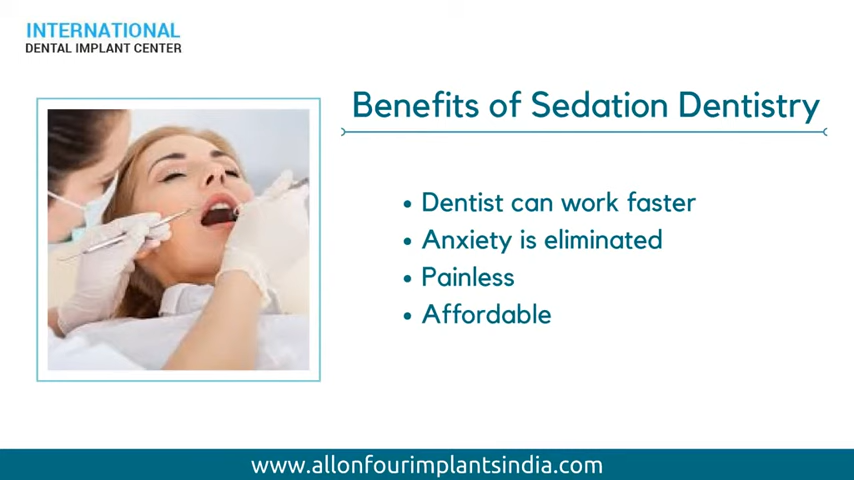 INTERNATIONAL
DENTAL IMPLANT CENTER
Benefits of Sedation Dentistry
• Dentist can work faster
• Anxiety is eliminated
• Painless
• Affordable
www.allonfourimplantsindia.com